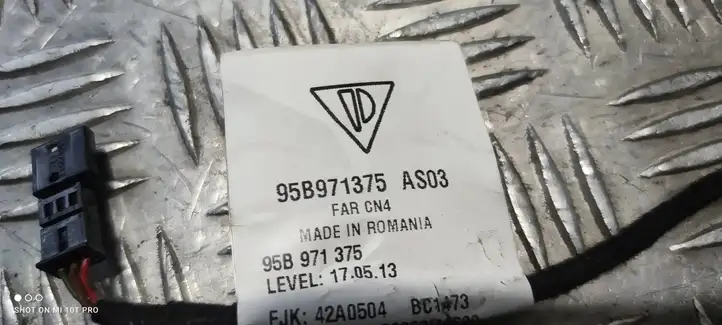 95B971375 AS03
FAR CN4
MADE IN ROMANIA
95B 971 375
LEVEL: 17.05.13
FJK: 42A0504 BC1473
SHOT ON MI 10T PRO